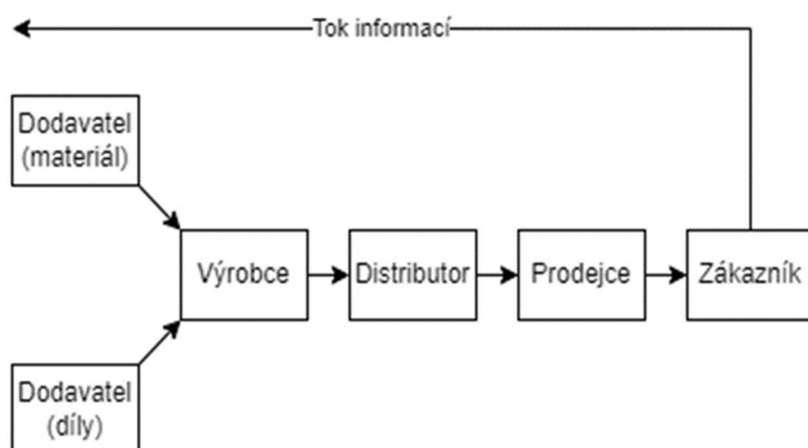 Tok informací
Dodavatel
(materiál)
Výrobce
Distributor
Prodejce
Zákazník
Dodavatel
(díly)